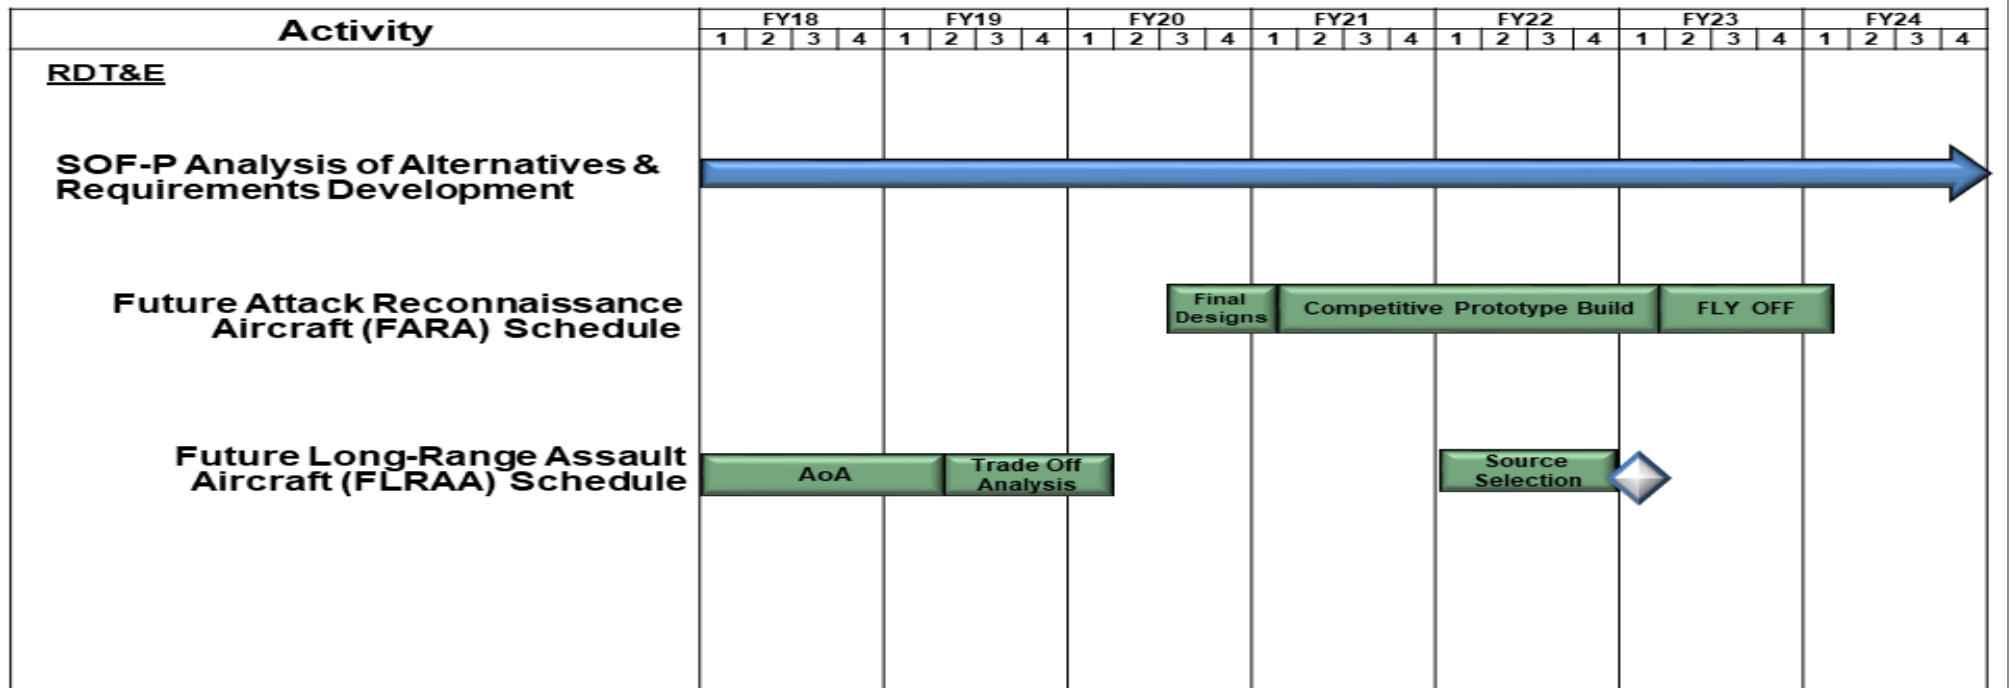 Activity
FY18 FY19 FY20 FY21 FY22 FY23 FY24
1 2 3 4 1 2 3 4 1 2 3 4 1 2 3 4 1 2 3 4 1 2 3 4 1 2 3 4
RDT&E
SOF-P Analysis of Alternatives &
Requirements Development
Future Attack Reconnaissance
Aircraft (FARA) Schedule
Final
Designs
Competitive Prototype Build
FLY OFF
Future Long-Range Assault
Aircraft (FLRAA) Schedule
AoA
Trade Off
Analysis
Source
Selection